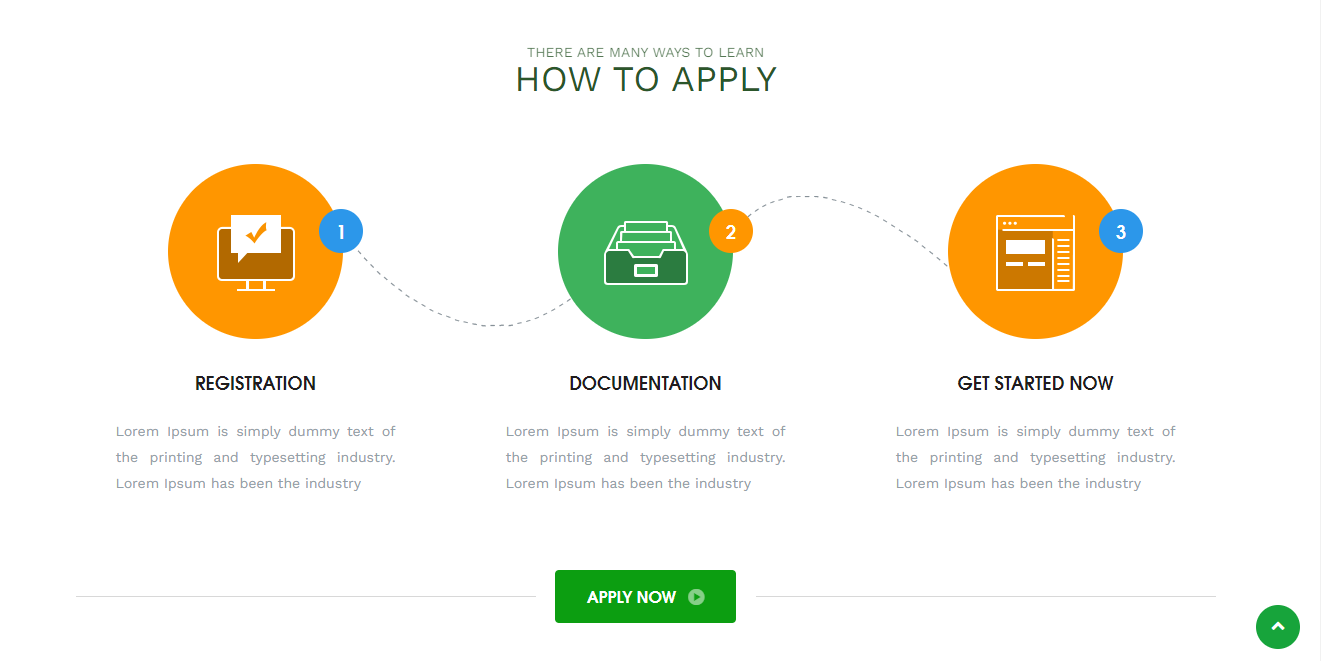 THERE ARE MANY WAYS TO LEARN
HOW TO APPLY
1
2
3
REGISTRATION
Lorem Ipsum is simply dummy text of
the printing and typesetting industry.
Lorem Ipsum has been the industry
DOCUMENTATION
Lorem Ipsum is simply dummy text of
the printing and typesetting industry.
Lorem Ipsum has been the industry
GET STARTED NOW
Lorem Ipsum is simply dummy text of
the printing and typesetting industry.
Lorem Ipsum has been the industry
APPLY NOW